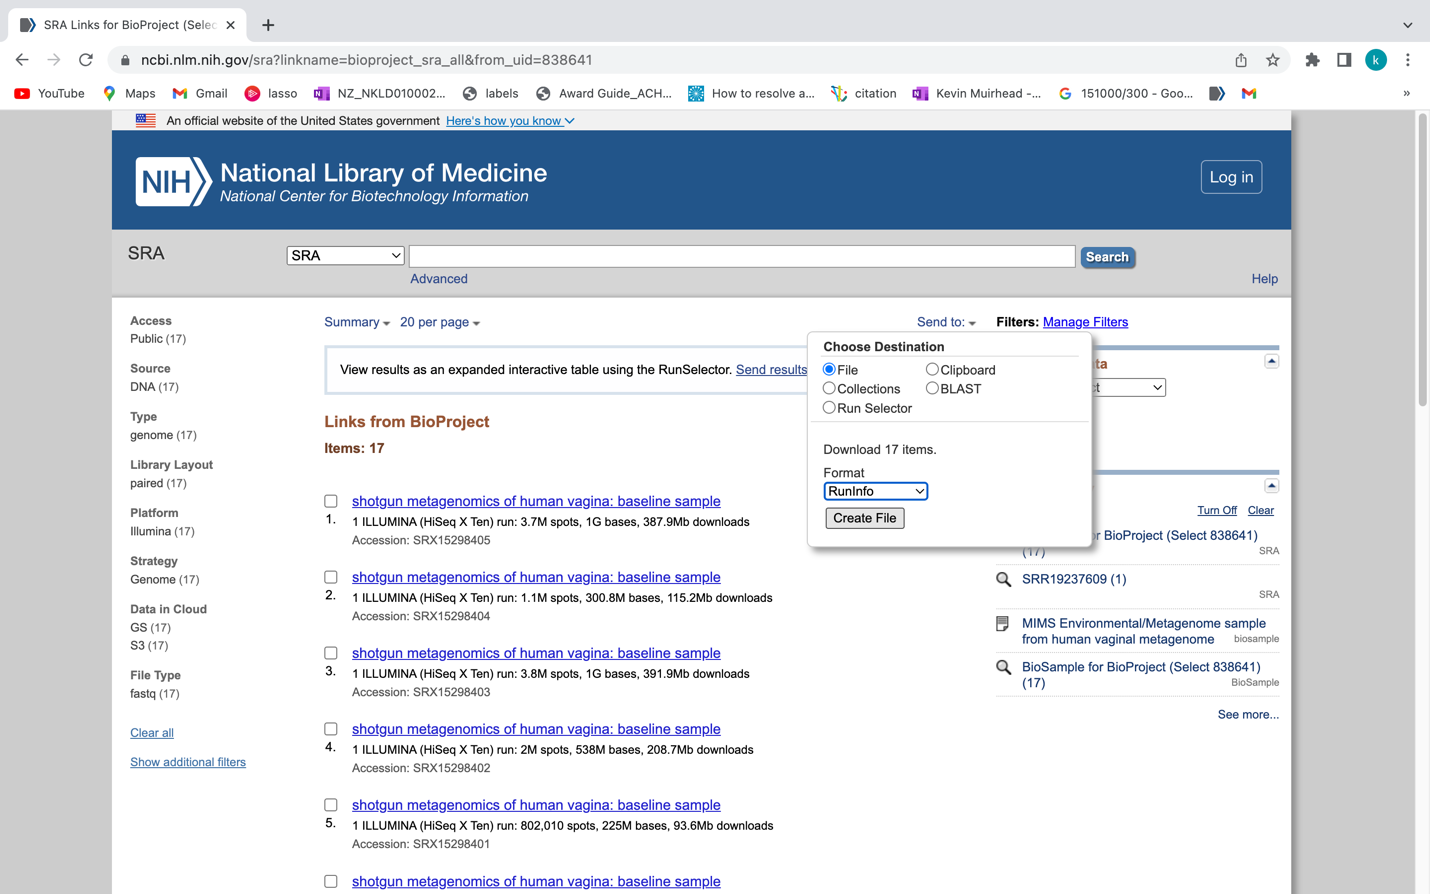 SRA Links for BioProject (Selec
ncbi.nlm.nih.gov/sra?linkname=bioproject_sra_all&from_uid=838641
k
YouTube Maps Gmail lasso NZ_NKLD010002... labels Award Guide_ACH... How to resolve a... citation Kevin Muirhead -... 151000/300 - Goo... »
An official website of the United States government Here's how you know
NIH National Library of Medicine
National Center for Biotechnology Information
Log in
SRA
SRA
Search
Advanced
Help
Access
Public (17)
Source
DNA (17)
Type
genome (17)
Library Layout
paired (17)
Platform
Illumina (17)
Strategy
Genome (17)
Data in Cloud
GS (17)
S3 (17)
File Type
fastq (17)
Clear all
Show additional filters
Summary 20 per page
Send to:
View results as an expanded interactive table using the RunSelector. Send results
Links from BioProject
Items: 17
shotgun metagenomics of human vagina: baseline sample
1. 1 ILLUMINA (HiSeq X Ten) run: 3.7M spots, 1G bases, 387.9Mb downloads
Accession: SRX15298405
shotgun metagenomics of human vagina: baseline sample
2. 1 ILLUMINA (HiSeq X Ten) run: 1.1M spots, 300.8M bases, 115.2Mb downloads
Accession: SRX15298404
shotgun metagenomics of human vagina: baseline sample
3. 1 ILLUMINA (HiSeq X Ten) run: 3.8M spots, 1G bases, 391.9Mb downloads
Accession: SRX15298403
shotgun metagenomics of human vagina: baseline sample
4. 1 ILLUMINA (HiSeq X Ten) run: 2M spots, 538M bases, 208.7Mb downloads
Accession: SRX15298402
shotgun metagenomics of human vagina: baseline sample
5. 1 ILLUMINA (HiSeq X Ten) run: 802,010 spots, 225M bases, 93.6Mb downloads
Accession: SRX15298401
shotgun metagenomics of human vagina: baseline sample
Choose Destination
File Clipboard
Collections BLAST
Run Selector
Download 17 items.
Format
RunInfo
Create File
Filters: Manage Filters
ta
t
Turn Off Clear
r BioProject (Select 838641)
(17)
SRA
SRR19237609 (1)
SRA
MIMS Environmental/Metagenome sample
from human vaginal metagenome biosample
BioSample for BioProject (Select 838641)
(17) BioSample
See more...